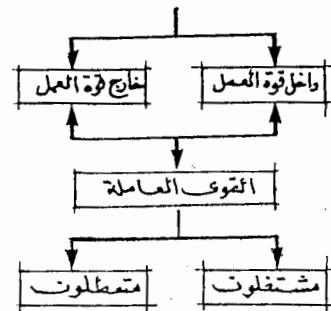 داخل قوة العمل
خارج قوة العمل
القوى العاملة
مشتغلون
متعطلون